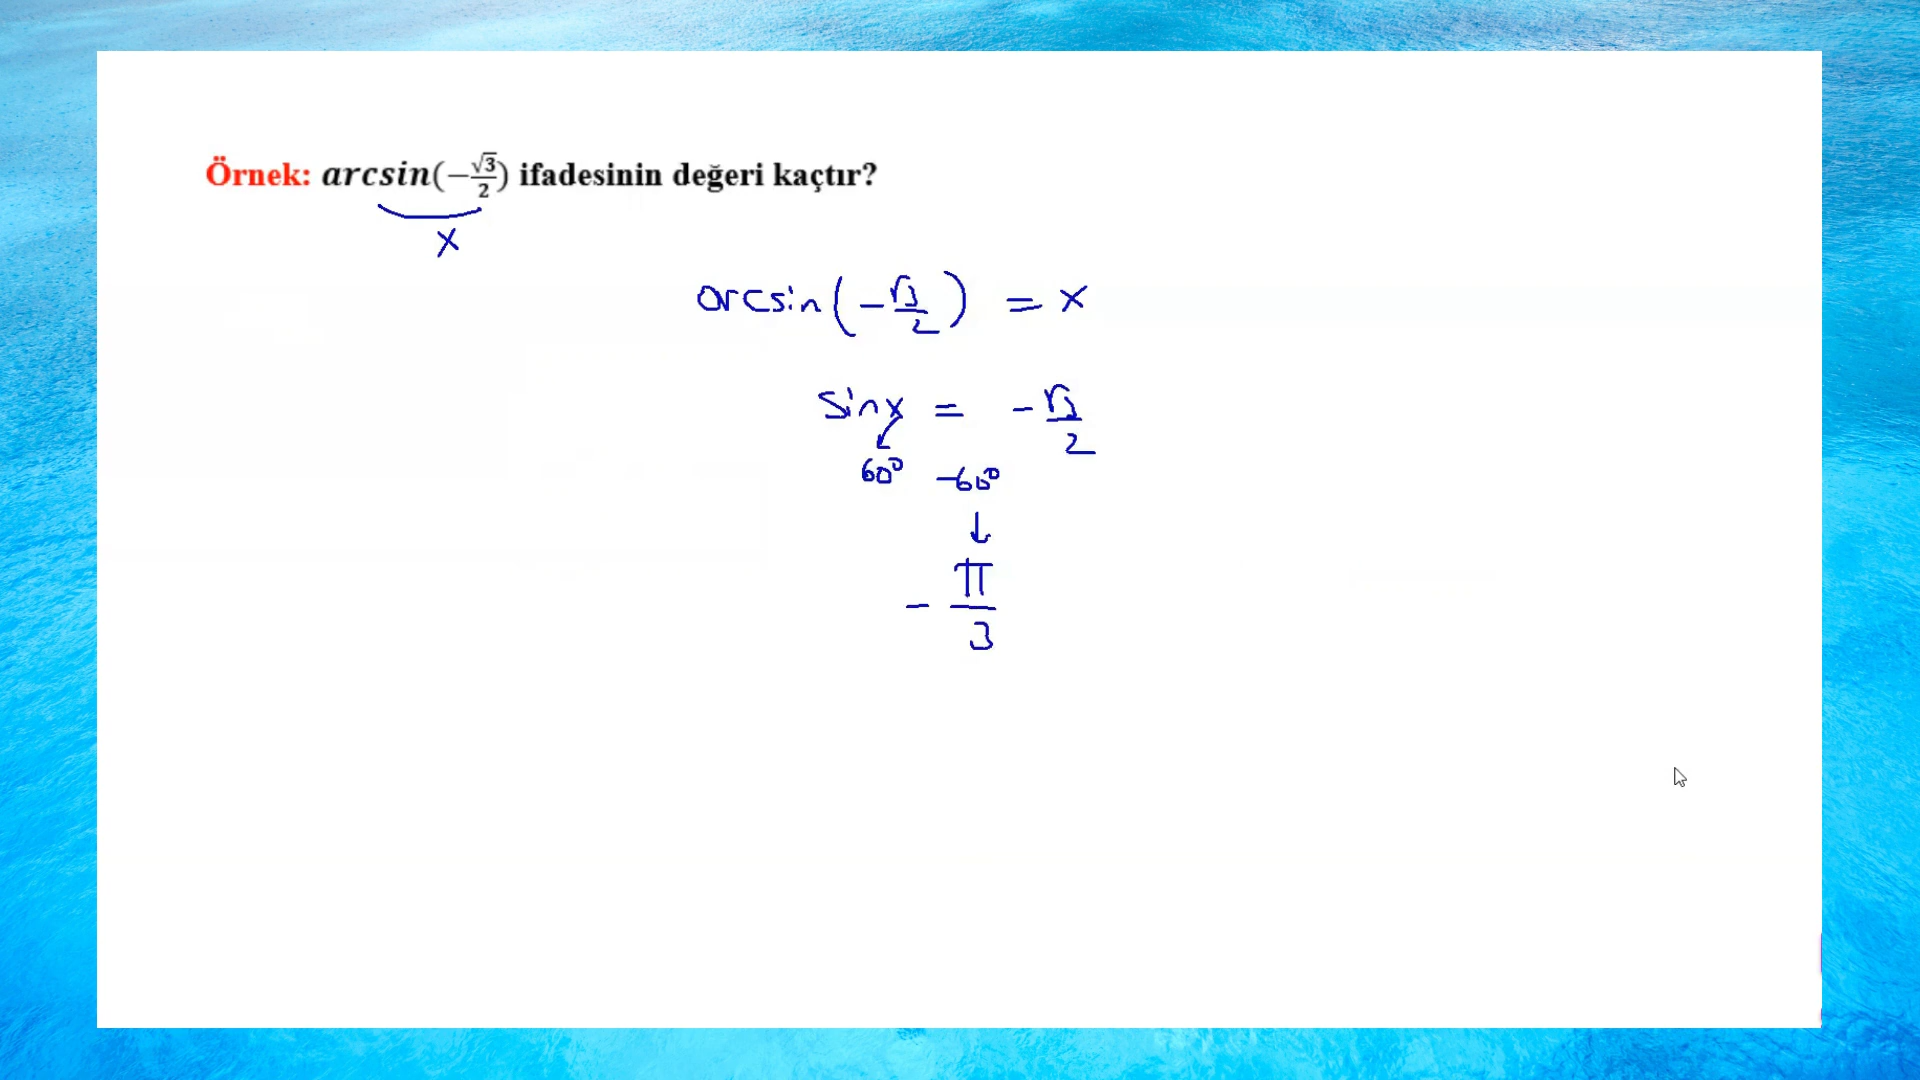 Örnek: arcsin(-√3/2) ifadesinin değeri kaçtır?
x
arcsin(-√3/2) = x
sinx = -√3/2
60° -60°
↓
-π/3